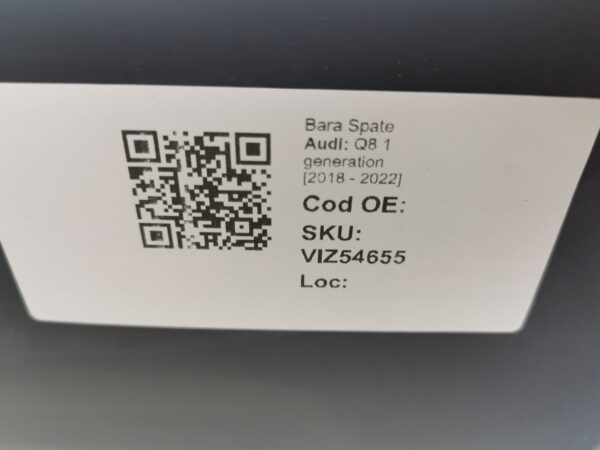 Bara Spate
Audi: Q8 1
generation
[2018 - 2022]
Cod OE:
SKU:
VIZ54655
Loc: